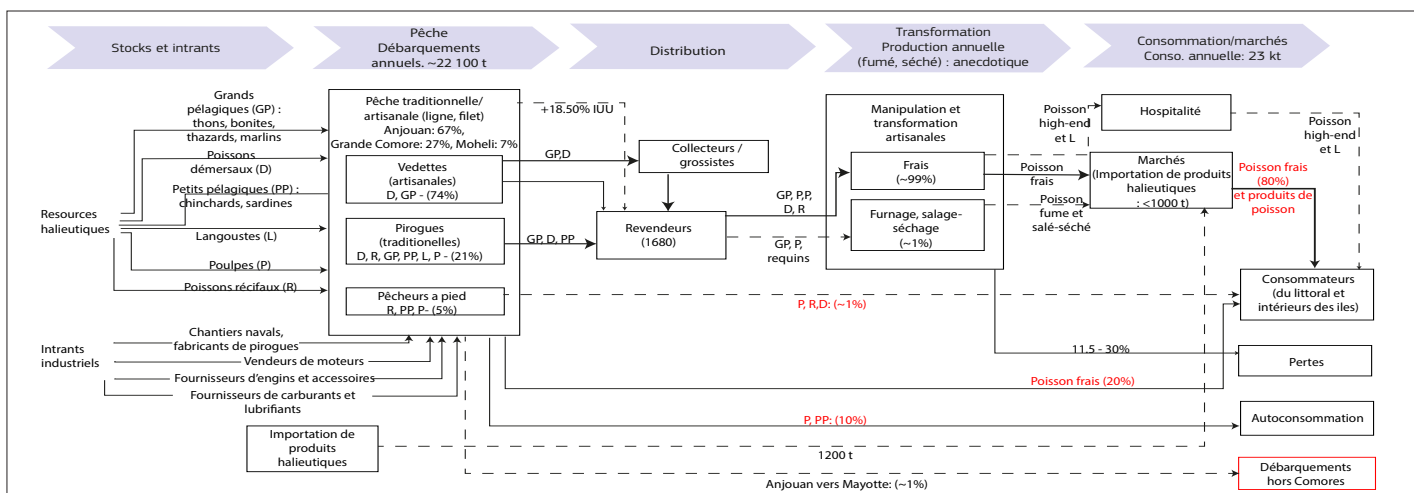 Stocks et intrants
Pêche
Débarquements
annuels. ~22 100 t
Distribution
Transformation
Production annuelle
(fumé, séché) : anecdotique
Consommation/marchés
Conso. annuelle: 23 kt
Grands
pélagiques (GP) :
thons, bonites,
thazards, marlins
Poissons
démersaux (D)
Petits pélagiques (PP) :
chinchards, sardines
Resources
halieutiques
Langoustes (L)
Poulpes (P)
Poissons récifaux (R)
Intrants
industriels
Chantiers navals,
fabricants de pirogues
Vendeurs de moteurs
Fournisseurs d'engins et accessoires
Fournisseurs de carburants et
lubrifiants
Importation de
produits
halieutiques
Pêche traditionnelle/
artisanale (ligne, filet)
Anjouan: 67%,
Grande Comore: 27%, Moheli: 7%
Vedettes
(artisanales)
D, GP - (74%)
Pirogues
(traditionelles)
D, R, GP, PP, L, P - (21%)
Pêcheurs a pied
R, PP, P- (5%)
+18.50% IUU
GP,D
GP, D, PP
Collecteurs /
grossistes
Revendeurs
(1680)
GP, P,P,
D, R
GP, P,
requins
Manipulation et
transformation
artisanales
Frais
(~99%)
Furnage, salage-
séchage
(~1%)
Poisson
high-end
et L
Poisson
frais
Poisson
fume et
salé-séché
Hospitalité
Marchés
(Importation de produits
halieutiques
: <1000 t)
Poisson
high-end
et L
Poisson frais
(80%)
et produits de
poisson
Consommateurs
(du littoral et
intérieurs des iles)
P, R,D: (~1%)
11.5 - 30%
Pertes
Poisson frais (20%)
P, PP: (10%)
Autoconsommation
1200 t
Anjouan vers Mayotte: (~1%)
Débarquements
hors Comores